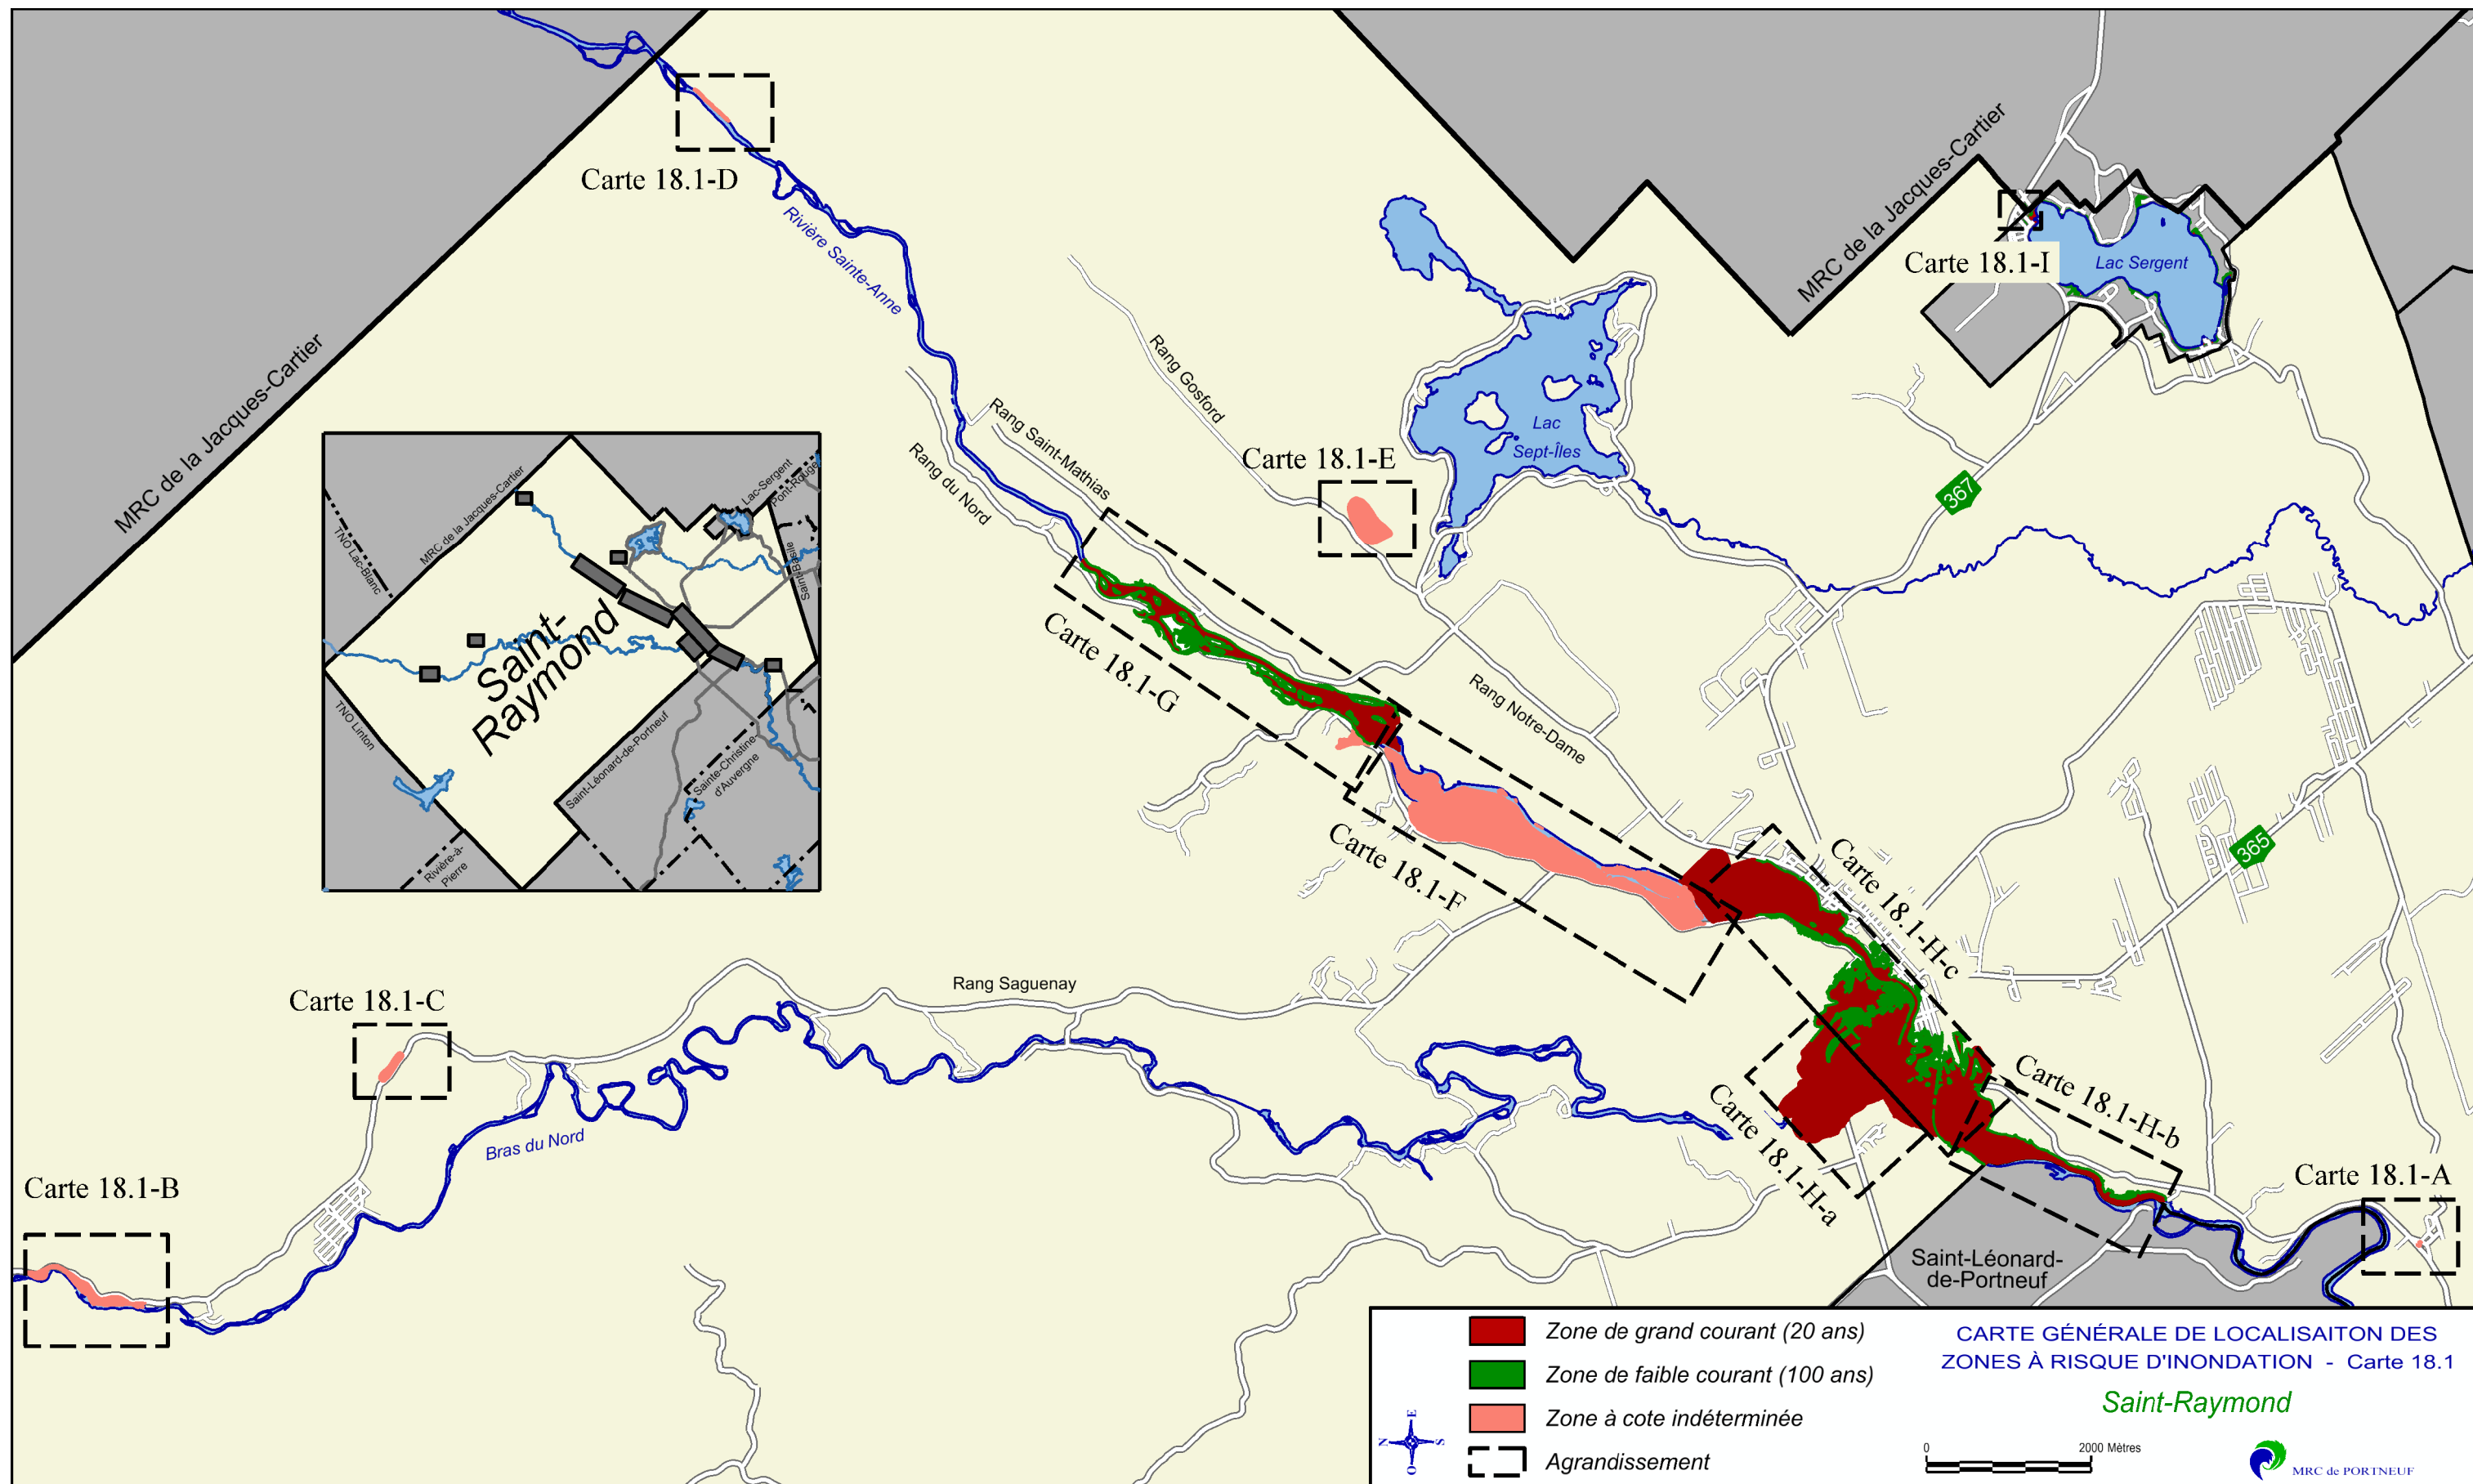 Carte 18.1-D
Rivière Sainte-Anne
MRC de la Jacques-Cartier
MRC de la Jacques-Cartier
Carte 18.1-I
Lac Sergent
Rang Gosford
Rang Saint-Mathias
Rang du Nord
Carte 18.1-E
Lac
Sept-Îles
367
MRC de la Jacques-Cartier
Lac-Sergent
Pont-Rouge
TNO Lac-Blanc
Saint-Basile
Saint-
Raymond
TNO Linton
Saint-Léonard-de-Portneuf
Sainte-Christine-
d'Auvergne
Rivière-à-
Pierre
Carte 18.1-G
Rang Notre-Dame
Carte 18.1-F
Carte 18.1-H-c
365
Rang Saguenay
Carte 18.1-C
Bras du Nord
Carte 18.1-B
Carte 18.1-H-a
Carte 18.1-H-b
Carte 18.1-A
Saint-Léonard-
de-Portneuf
Zone de grand courant (20 ans)
Zone de faible courant (100 ans)
Zone à cote indéterminée
Agrandissement
N
E
S
O
CARTE GÉNÉRALE DE LOCALISAITON DES
ZONES À RISQUE D'INONDATION - Carte 18.1
Saint-Raymond
0 2000 Mètres
MRC de PORTNEUF